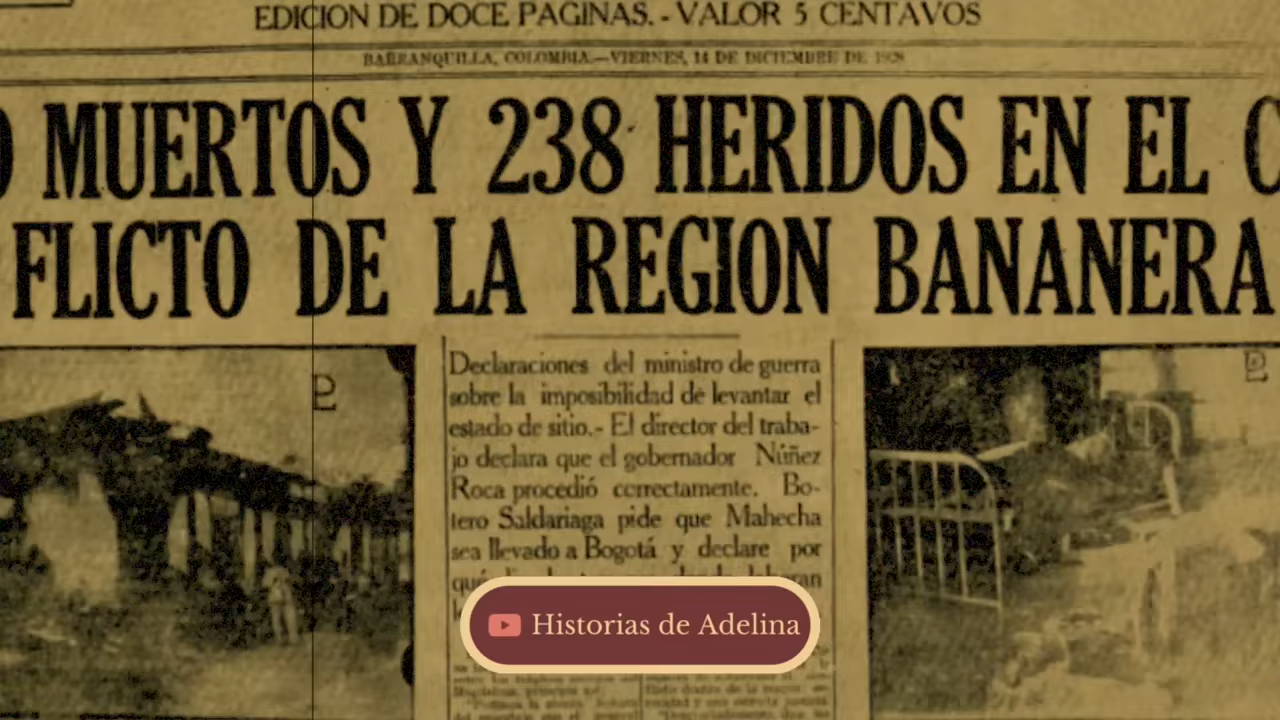 EDICION DE DOCE PAGINAS. - VALOR 5 CENTAVOS
BARRANQUILLA, COLOMBIA.—VIERNES, 14 DE DICIEMBRE DE 1928
MUERTOS Y 238 HERIDOS EN EL C
FLICTO DE LA REGION BANANERA
Declaraciones del ministro de guerra
sobre la imposibilidad de levantar el
estado de sitio.- El director del traba-
jo declara que el gobernador Núñez
Roca procedió correctamente. Bo-
tero Saldariaga pide que Mahecha
sea llevado a Bogotá y declare por
Historias de Adelina